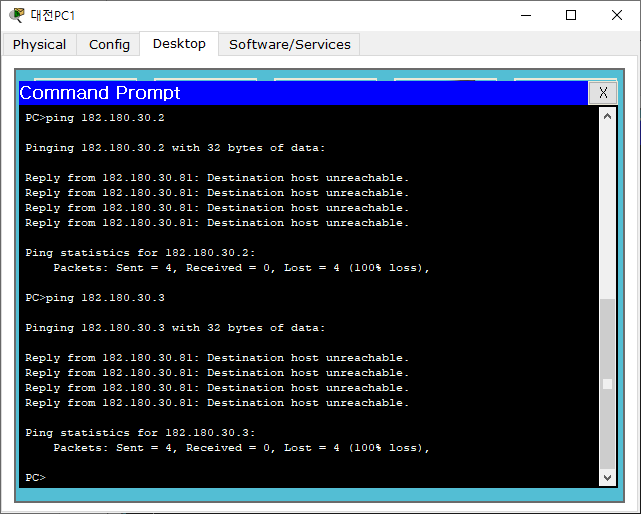 대전PC1
Physical Config Desktop Software/Services
Command Prompt X
PC>ping 182.180.30.2
Pinging 182.180.30.2 with 32 bytes of data:
Reply from 182.180.30.81: Destination host unreachable.
Reply from 182.180.30.81: Destination host unreachable.
Reply from 182.180.30.81: Destination host unreachable.
Reply from 182.180.30.81: Destination host unreachable.
Ping statistics for 182.180.30.2:
Packets: Sent = 4, Received = 0, Lost = 4 (100% loss),
PC>ping 182.180.30.3
Pinging 182.180.30.3 with 32 bytes of data:
Reply from 182.180.30.81: Destination host unreachable.
Reply from 182.180.30.81: Destination host unreachable.
Reply from 182.180.30.81: Destination host unreachable.
Reply from 182.180.30.81: Destination host unreachable.
Ping statistics for 182.180.30.3:
Packets: Sent = 4, Received = 0, Lost = 4 (100% loss),
PC>